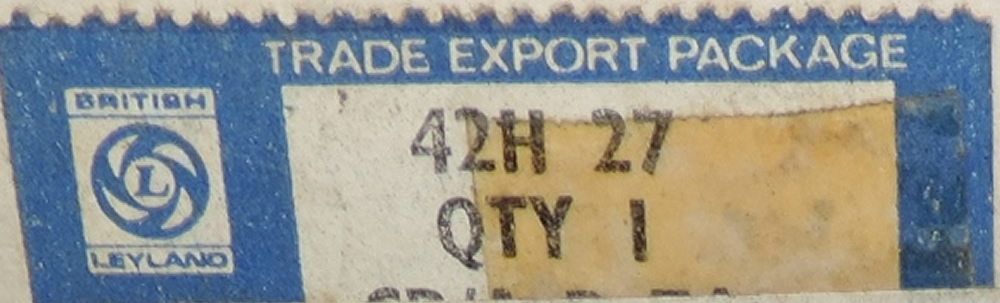 TRADE EXPORT PACKAGE
BRITISH
L
LEYLAND
42H 27
QTY 1